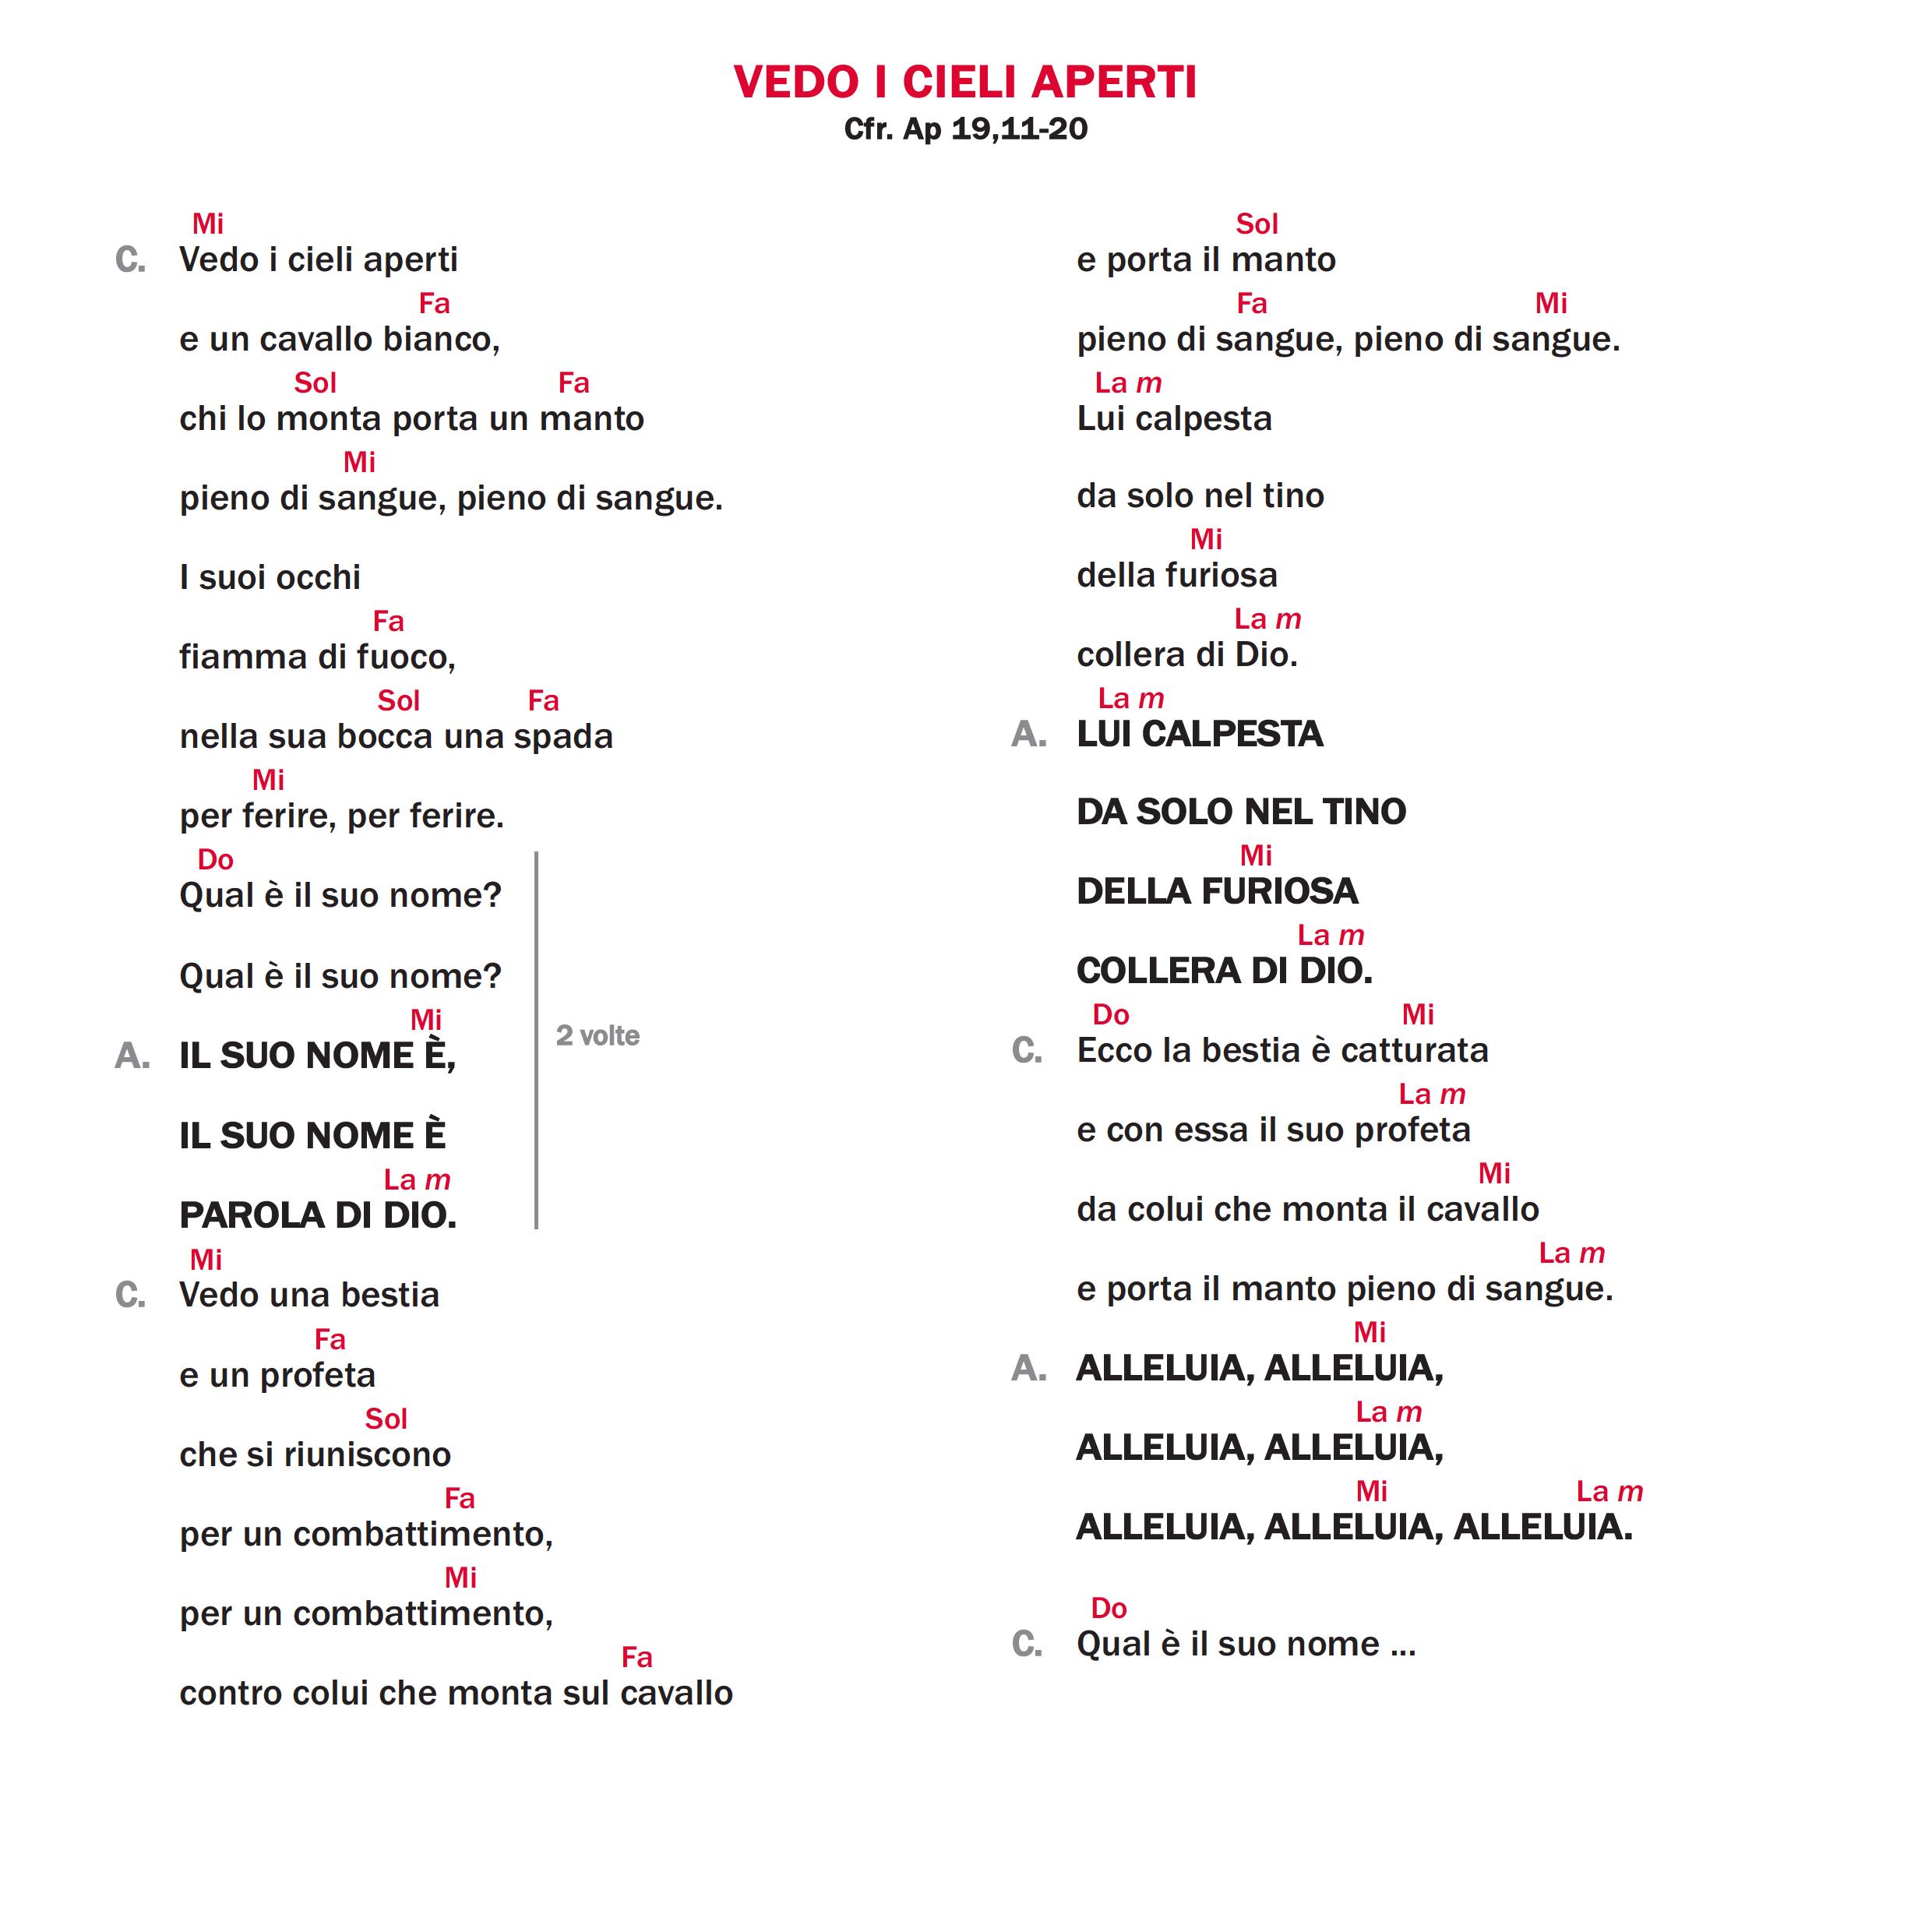 VEDO I CIELI APERTI
Cfr. Ap 19,11-20
Mi
C. Vedo i cieli aperti
Fa
e un cavallo bianco,
Sol Fa
chi lo monta porta un manto
Mi
pieno di sangue, pieno di sangue.
I suoi occhi
Fa
fiamma di fuoco,
Sol Fa
nella sua bocca una spada
Mi
per ferire, per ferire.
Do
Qual è il suo nome?
Qual è il suo nome?
Mi
2 volte
A. IL SUO NOME È,
IL SUO NOME È
La m
PAROLA DI DIO.
Mi
C. Vedo una bestia
Fa
e un profeta
Sol
che si riuniscono
Fa
per un combattimento,
Mi
per un combattimento,
Fa
contro colui che monta sul cavallo
Sol
e porta il manto
Fa Mi
pieno di sangue, pieno di sangue.
La m
Lui calpesta
da solo nel tino
Mi
della furiosa
La m
collera di Dio.
La m
A. LUI CALPESTA
DA SOLO NEL TINO
Mi
DELLA FURIOSA
La m
COLLERA DI DIO.
Do Mi
C. Ecco la bestia è catturata
La m
e con essa il suo profeta
Mi
da colui che monta il cavallo
La m
e porta il manto pieno di sangue.
Mi
A. ALLELUIA, ALLELUIA,
La m
ALLELUIA, ALLELUIA,
Mi La m
ALLELUIA, ALLELUIA, ALLELUIA.
Do
C. Qual è il suo nome ...